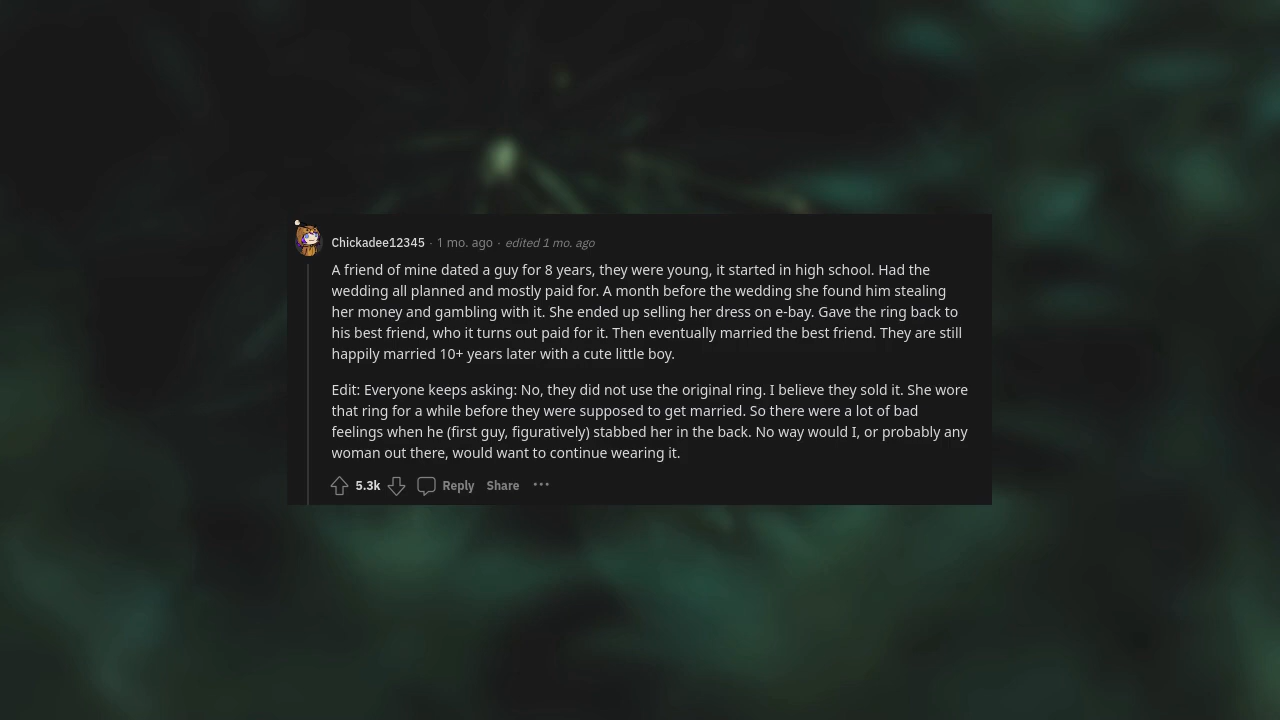 Chickadee12345 · 1 mo. ago · edited 1 mo. ago
A friend of mine dated a guy for 8 years, they were young, it started in high school. Had the
wedding all planned and mostly paid for. A month before the wedding she found him stealing
her money and gambling with it. She ended up selling her dress on e-bay. Gave the ring back to
his best friend, who it turns out paid for it. Then eventually married the best friend. They are still
happily married 10+ years later with a cute little boy.
Edit: Everyone keeps asking: No, they did not use the original ring. I believe they sold it. She wore
that ring for a while before they were supposed to get married. So there were a lot of bad
feelings when he (first guy, figuratively) stabbed her in the back. No way would I, or probably any
woman out there, would want to continue wearing it.
5.3k Reply Share ···